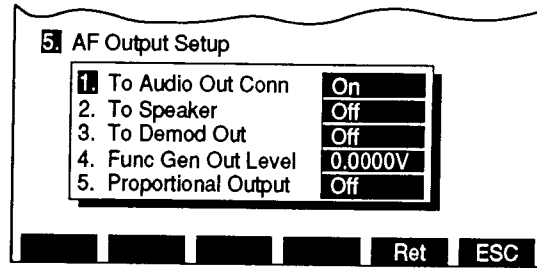 5. AF Output Setup
1. To Audio Out Conn On
2. To Speaker Off
3. To Demod Out Off
4. Func Gen Out Level 0.0000V
5. Proportional Output Off
Ret ESC